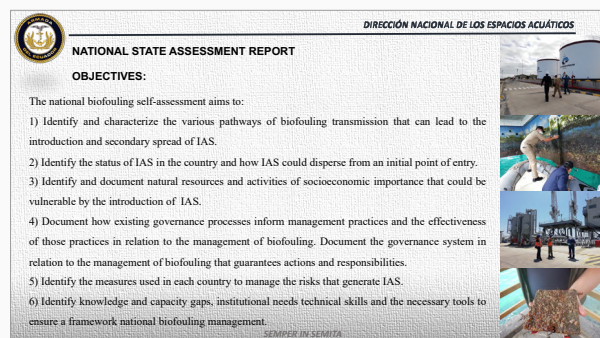 DIRECCIÓN NACIONAL DE LOS ESPACIOS ACUÁTICOS
NATIONAL STATE ASSESSMENT REPORT
OBJECTIVES:
The national biofouling self-assessment aims to:
1) Identify and characterize the various pathways of biofouling transmission that can lead to the
introduction and secondary spread of IAS.
2) Identify the status of IAS in the country and how IAS could disperse from an initial point of entry.
3) Identify and document natural resources and activities of socioeconomic importance that could be
vulnerable by the introduction of IAS.
4) Document how existing governance processes inform management practices and the effectiveness
of those practices in relation to the management of biofouling. Document the governance system in
relation to the management of biofouling that guarantees actions and responsibilities.
5) Identify the measures used in each country to manage the risks that generate IAS.
6) Identify knowledge and capacity gaps, institutional needs technical skills and the necessary tools to
ensure a framework national biofouling management.
SEMPER IN SEMITA